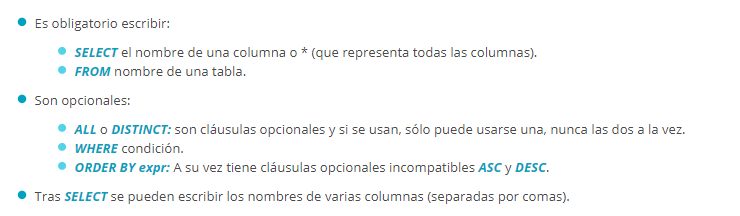 Es obligatorio escribir:
SELECT el nombre de una columna o * (que representa todas las columnas).
FROM nombre de una tabla.
Son opcionales:
ALL o DISTINCT: son cláusulas opcionales y si se usan, sólo puede usarse una, nunca las dos a la vez.
WHERE condición.
ORDER BY expr: A su vez tiene cláusulas opcionales incompatibles ASC y DESC.
Tras SELECT se pueden escribir los nombres de varias columnas (separadas por comas).